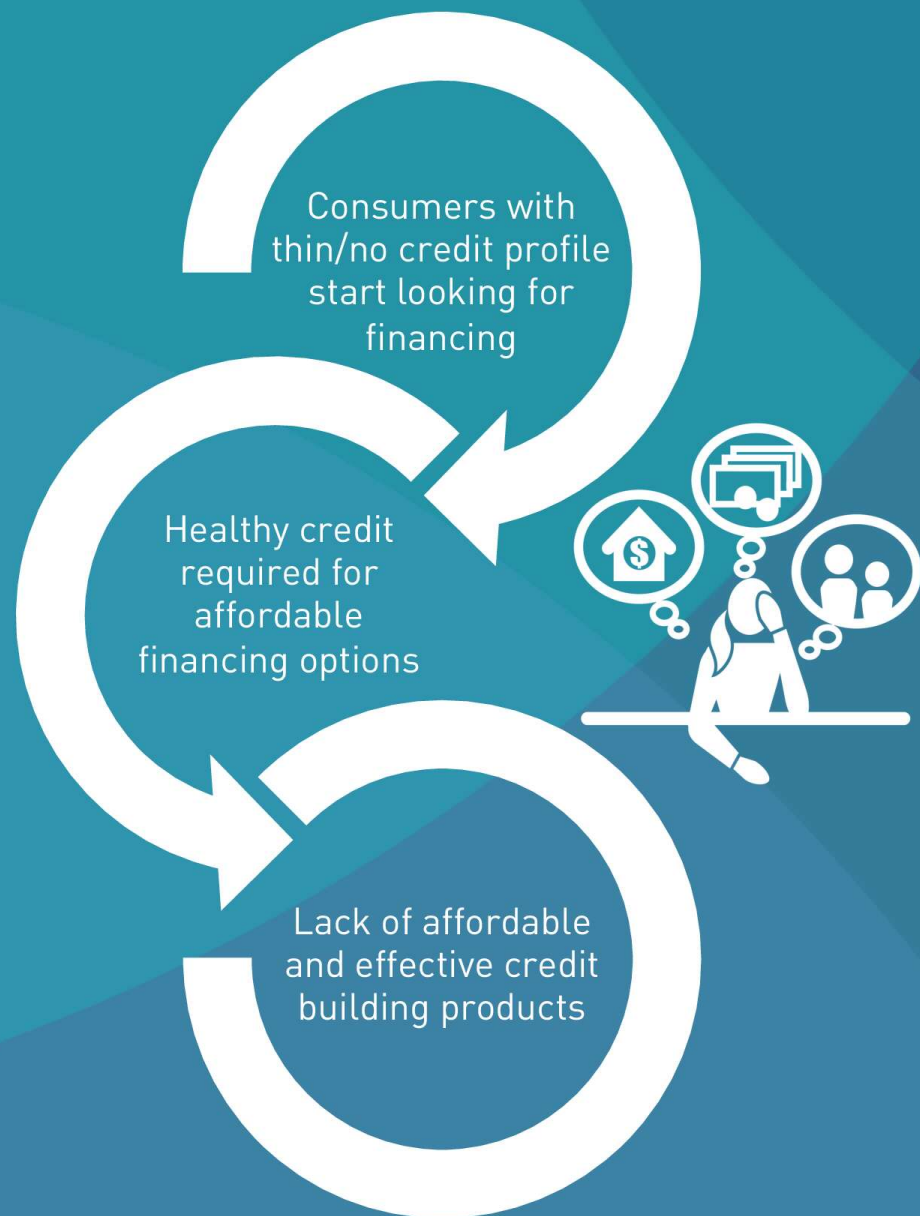 Consumers with
thin/no credit profile
start looking for
financing
Healthy credit
required for
affordable
financing options
$
Lack of affordable
and effective credit
building products